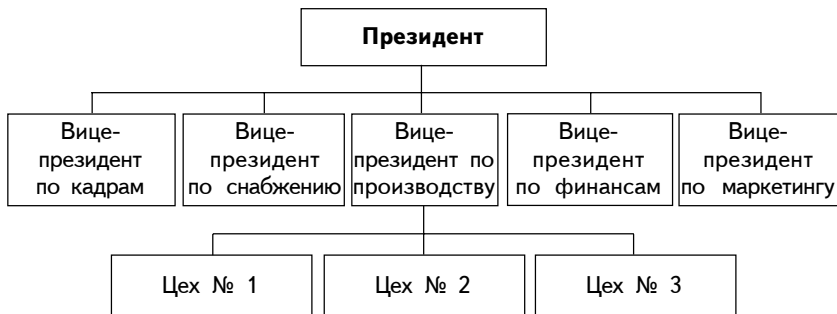 Президент
Вице-
президент
по кадрам
Вице-
президент
по снабжению
Вице-
президент по
производству
Вице-
президент
по финансам
Вице-
президент
по маркетингу
Цех № 1
Цех № 2
Цех № 3